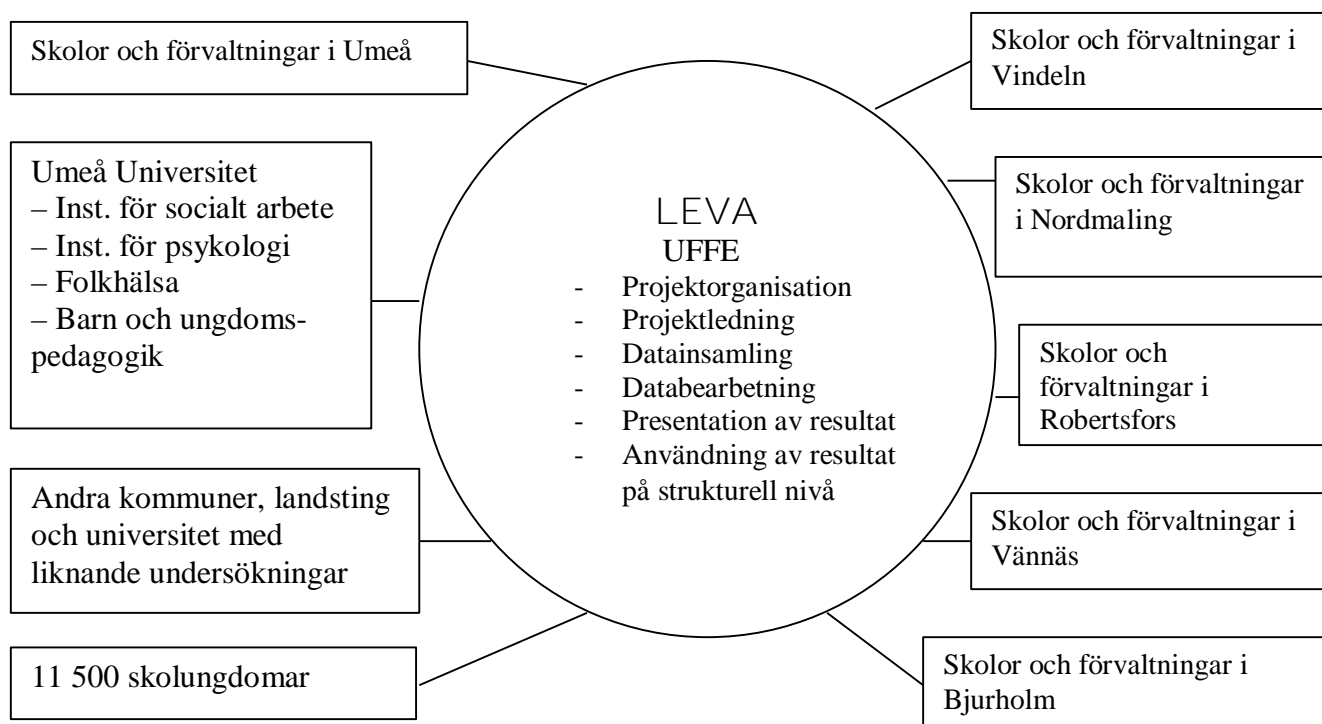 Skolor och förvaltningar i Umeå
Umeå Universitet
– Inst. för socialt arbete
– Inst. för psykologi
– Folkhälsa
– Barn och ungdoms-
pedagogik
Andra kommuner, landsting
och universitet med
liknande undersökningar
11 500 skolungdomar
LEVA
UFFE
- Projektorganisation
- Projektledning
- Datainsamling
- Databearbetning
- Presentation av resultat
- Användning av resultat
på strukturell nivå
Skolor och förvaltningar i
Vindeln
Skolor och förvaltningar
i Nordmaling
Skolor och
förvaltningar i
Robertsfors
Skolor och förvaltningar i
Vännäs
Skolor och förvaltningar i
Bjurholm